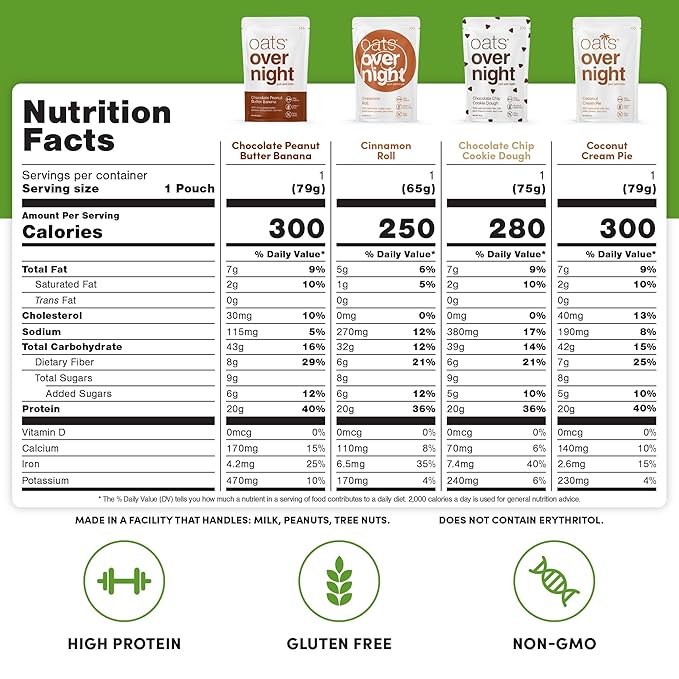 oats®
over
night
Chocolate Peanut
Butter Banana
oats®
over
night
Cinnamon
Roll
oats®
over
night
Chocolate Chip
Cookie Dough
oats®
over
night
Coconut
Cream Pie
Nutrition
Facts
Chocolate Peanut Butter Banana Cinnamon Roll Chocolate Chip Cookie Dough Coconut Cream Pie
Servings per container 1 1 1 1
Serving size 1 Pouch (79g) (65g) (75g) (79g)
Amount Per Serving
Calories 300 250 280 300
% Daily Value* % Daily Value* % Daily Value* % Daily Value*
Total Fat 7g 9% 5g 6% 7g 9% 7g 9%
Saturated Fat 2g 10% 1g 5% 2g 10% 2g 10%
Trans Fat 0g 0g 0g 0g
Cholesterol 30mg 10% 0mg 0% 0mg 0% 40mg 13%
Sodium 115mg 5% 270mg 12% 380mg 17% 190mg 8%
Total Carbohydrate 43g 16% 32g 12% 39g 14% 42g 15%
Dietary Fiber 8g 29% 6g 21% 6g 21% 7g 25%
Total Sugars 9g 8g 8g 8g
Added Sugars 6g 12% 6g 12% 5g 10% 5g 10%
Protein 20g 40% 20g 36% 20g 36% 20g 40%
Vitamin D 0mcg 0% 0mcg 0% 0mcg 0% 0mcg 0%
Calcium 170mg 15% 110mg 8% 70mg 6% 140mg 10%
Iron 4.2mg 25% 6.5mg 35% 7.4mg 40% 2.6mg 15%
Potassium 470mg 10% 170mg 4% 240mg 6% 230mg 4%
* The % Daily Value (DV) tells you how much a nutrient in a serving of food contributes to a daily diet. 2,000 calories a day is used for general nutrition advice.
MADE IN A FACILITY THAT HANDLES: MILK, PEANUTS, TREE NUTS. DOES NOT CONTAIN ERYTHRITOL.
HIGH PROTEIN GLUTEN FREE NON-GMO